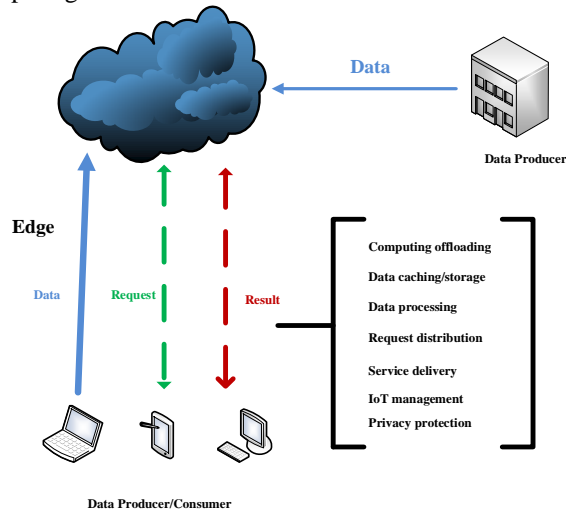 Data
Data Producer
Edge
Computing offloading
Data caching/storage
Data
Request
Result
Data processing
Request distribution
Service delivery
IoT management
Privacy protection
Data Producer/Consumer